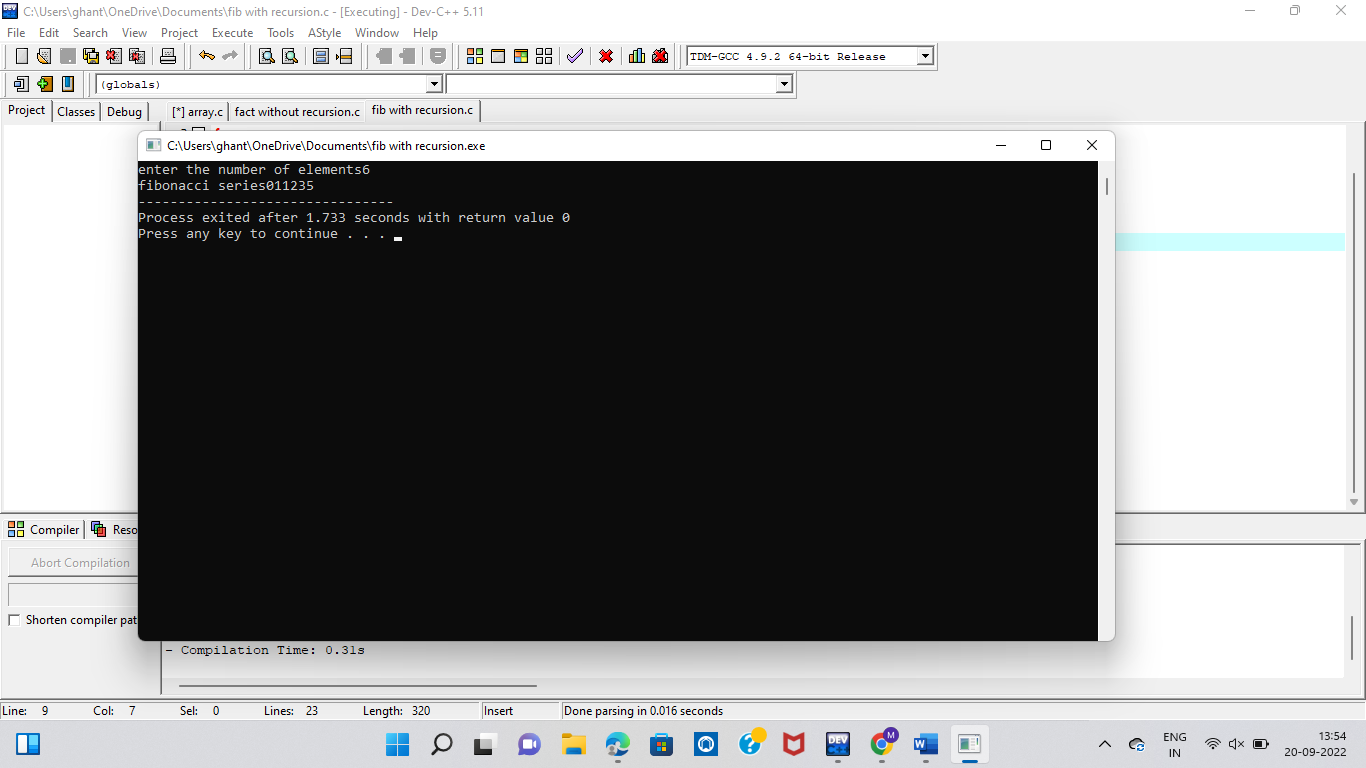 C:\Users\ghant\OneDrive\Documents\fib with recursion.c - [Executing] - Dev-C++ 5.11
File Edit Search View Project Execute Tools AStyle Window Help
TDM-GCC 4.9.2 64-bit Release
(globals)
Project Classes Debug [*] array.c fact without recursion.c fib with recursion.c
C:\Users\ghant\OneDrive\Documents\fib with recursion.exe
enter the number of elements6
fibonacci series011235
--------------------------------
Process exited after 1.733 seconds with return value 0
Press any key to continue . . .
Compiler Reso
Abort Compilation
Shorten compiler pat
- Compilation Time: 0.31s
Line: 9 Col: 7 Sel: 0 Lines: 23 Length: 320 Insert Done parsing in 0.016 seconds
ENG
IN
13:54
20-09-2022